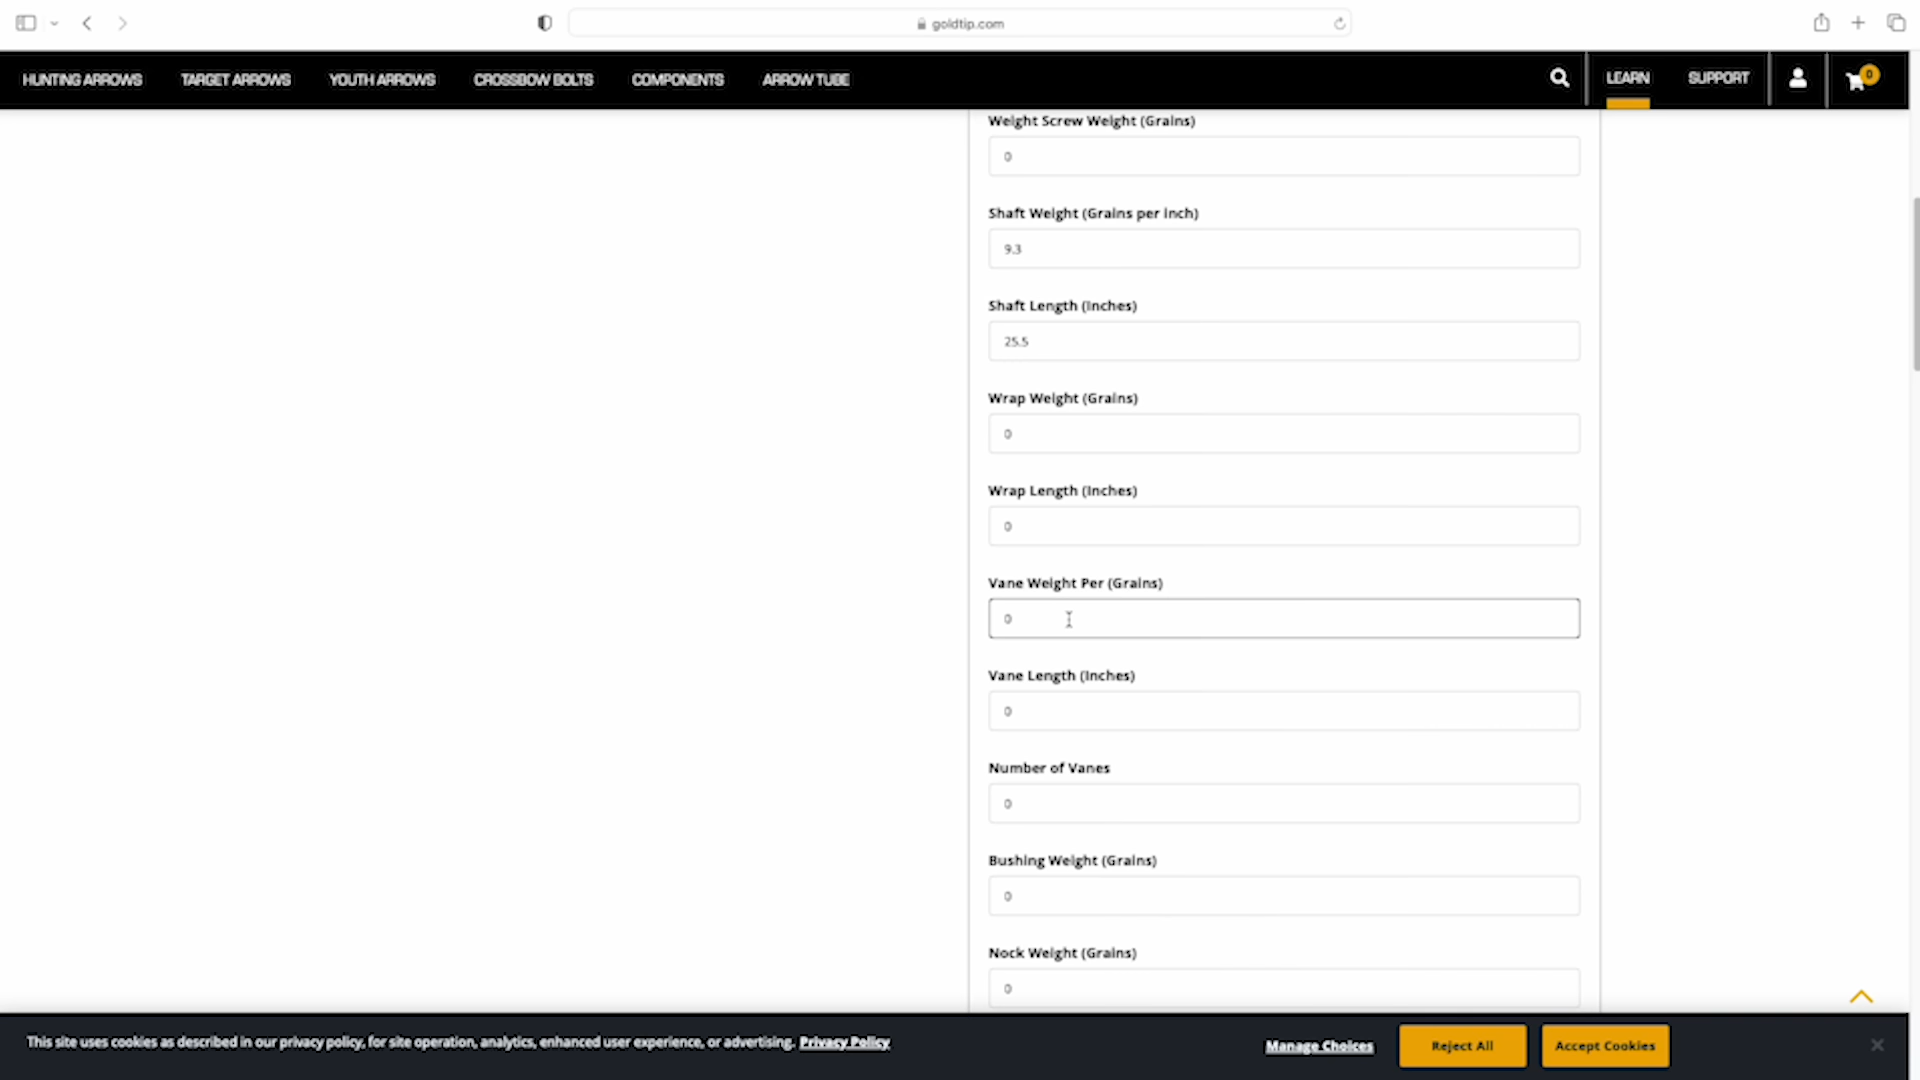 goldtip.com
HUNTING ARROWS TARGET ARROWS YOUTH ARROWS CROSSBOW BOLTS COMPONENTS ARROW TUBE LEARN SUPPORT 0
Weight Screw Weight (Grains)
0
Shaft Weight (Grains per inch)
9.3
Shaft Length (Inches)
25.5
Wrap Weight (Grains)
0
Wrap Length (Inches)
0
Vane Weight Per (Grains)
0
Vane Length (Inches)
0
Number of Vanes
0
Bushing Weight (Grains)
0
Nock Weight (Grains)
0
This site uses cookies as described in our privacy policy, for site operation, analytics, enhanced user experience, or advertising. Privacy Policy Manage Choices Reject All Accept Cookies